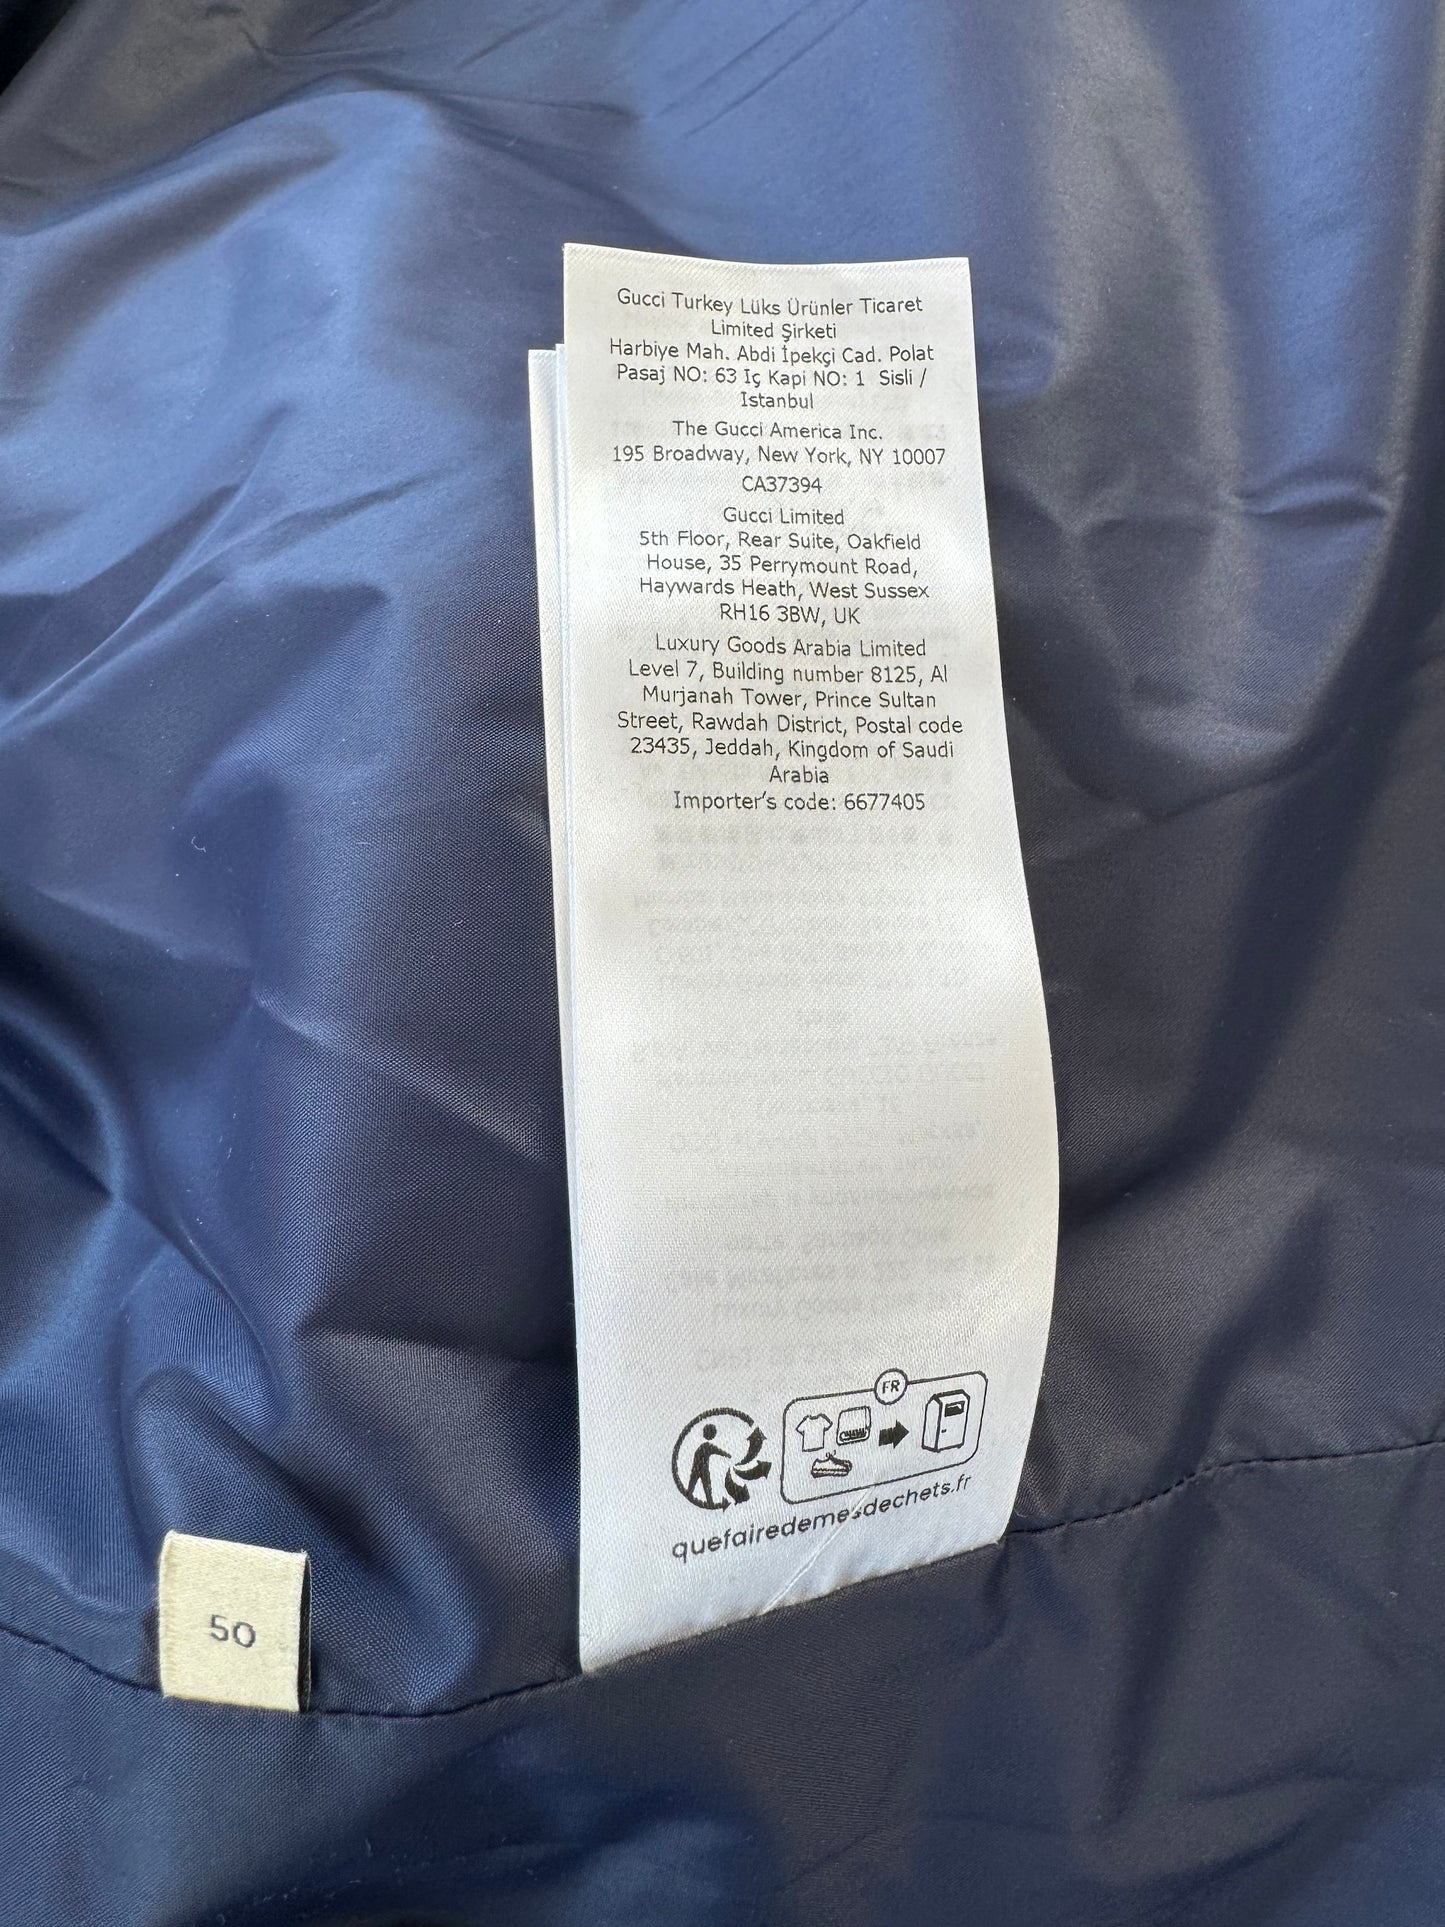 Gucci Turkey Lüks Ürünler Ticaret
Limited Şirketi
Harbiye Mah. Abdi İpekçi Cad. Polat
Pasaj NO: 63 Iç Kapi NO: 1 Sisli /
Istanbul
The Gucci America Inc.
195 Broadway, New York, NY 10007
CA37394
Gucci Limited
5th Floor, Rear Suite, Oakfield
House, 35 Perrymount Road,
Haywards Heath, West Sussex
RH16 3BW, UK
Luxury Goods Arabia Limited
Level 7, Building number 8125, Al
Murjanah Tower, Prince Sultan
Street, Rawdah District, Postal code
23435, Jeddah, Kingdom of Saudi
Arabia
Importer's code: 6677405
FR
quefairedemesdechets.fr
50